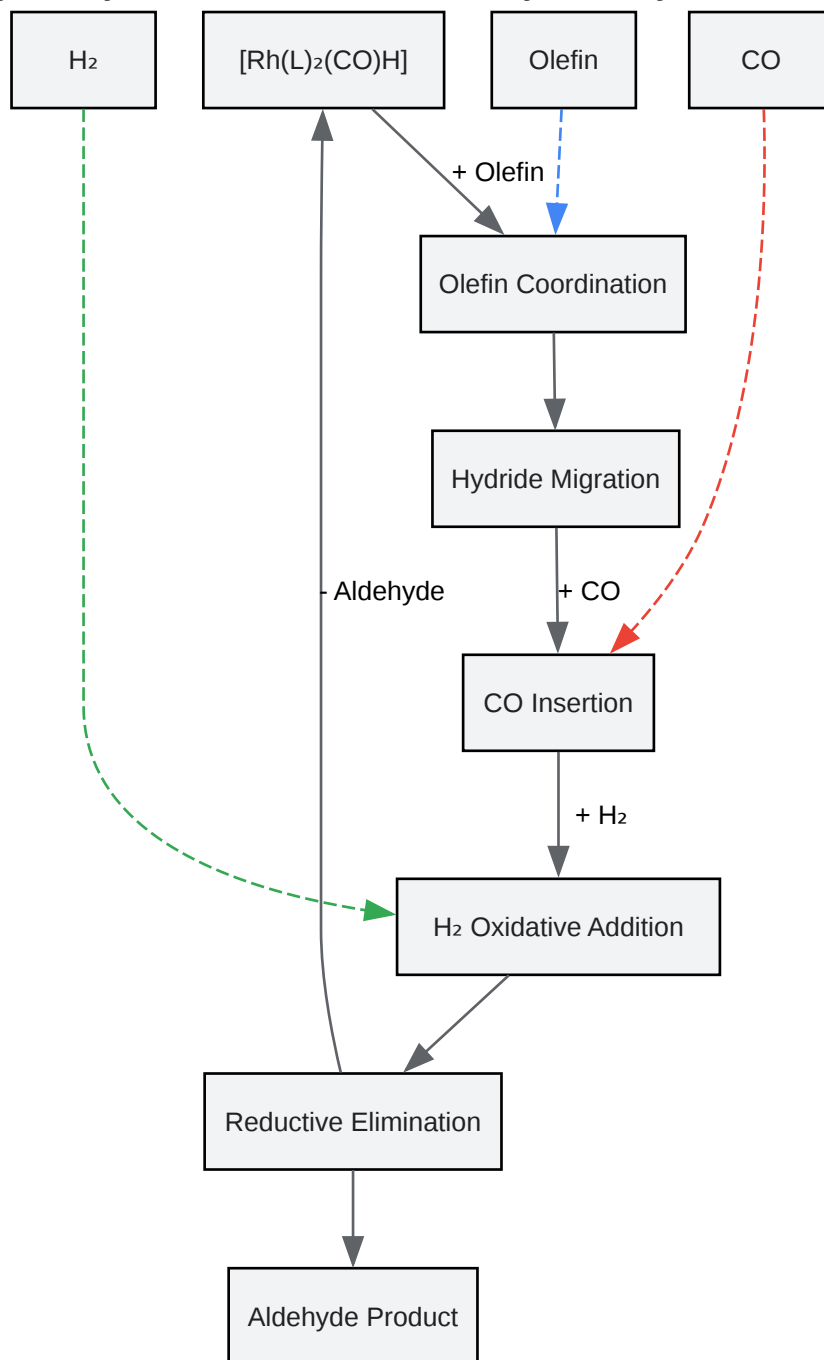 H₂
[Rh(L)₂(CO)H]
Olefin
CO
+ Olefin
Olefin Coordination
Hydride Migration
- Aldehyde
+ CO
CO Insertion
+ H₂
H₂ Oxidative Addition
Reductive Elimination
Aldehyde Product